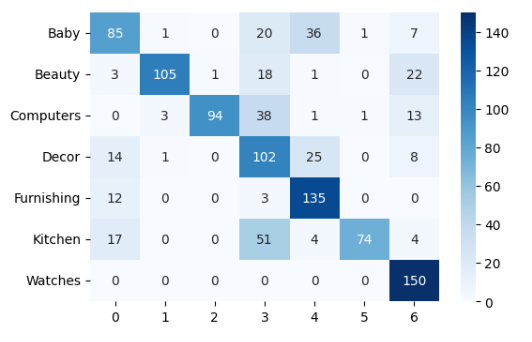 Baby 85 1 0 20 36 1 7
Beauty 3 105 1 18 1 0 22
Computers 0 3 94 38 1 1 13
Decor 14 1 0 102 25 0 8
Furnishing 12 0 0 3 135 0 0
Kitchen 17 0 0 51 4 74 4
Watches 0 0 0 0 0 0 150
0 1 2 3 4 5 6
140
120
100
80
60
40
20
0